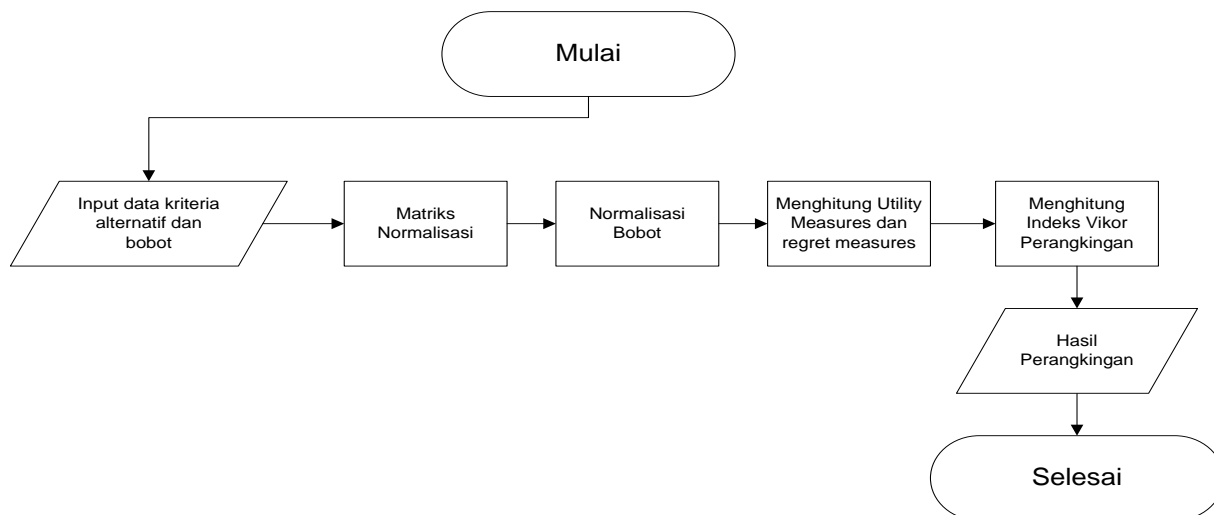 Mulai
Input data kriteria
alternatif dan
bobot
Matriks
Normalisasi
Normalisasi
Bobot
Menghitung Utility
Measures dan
regret measures
Menghitung
Indeks Vikor
Perangkingan
Hasil
Perangkingan
Selesai